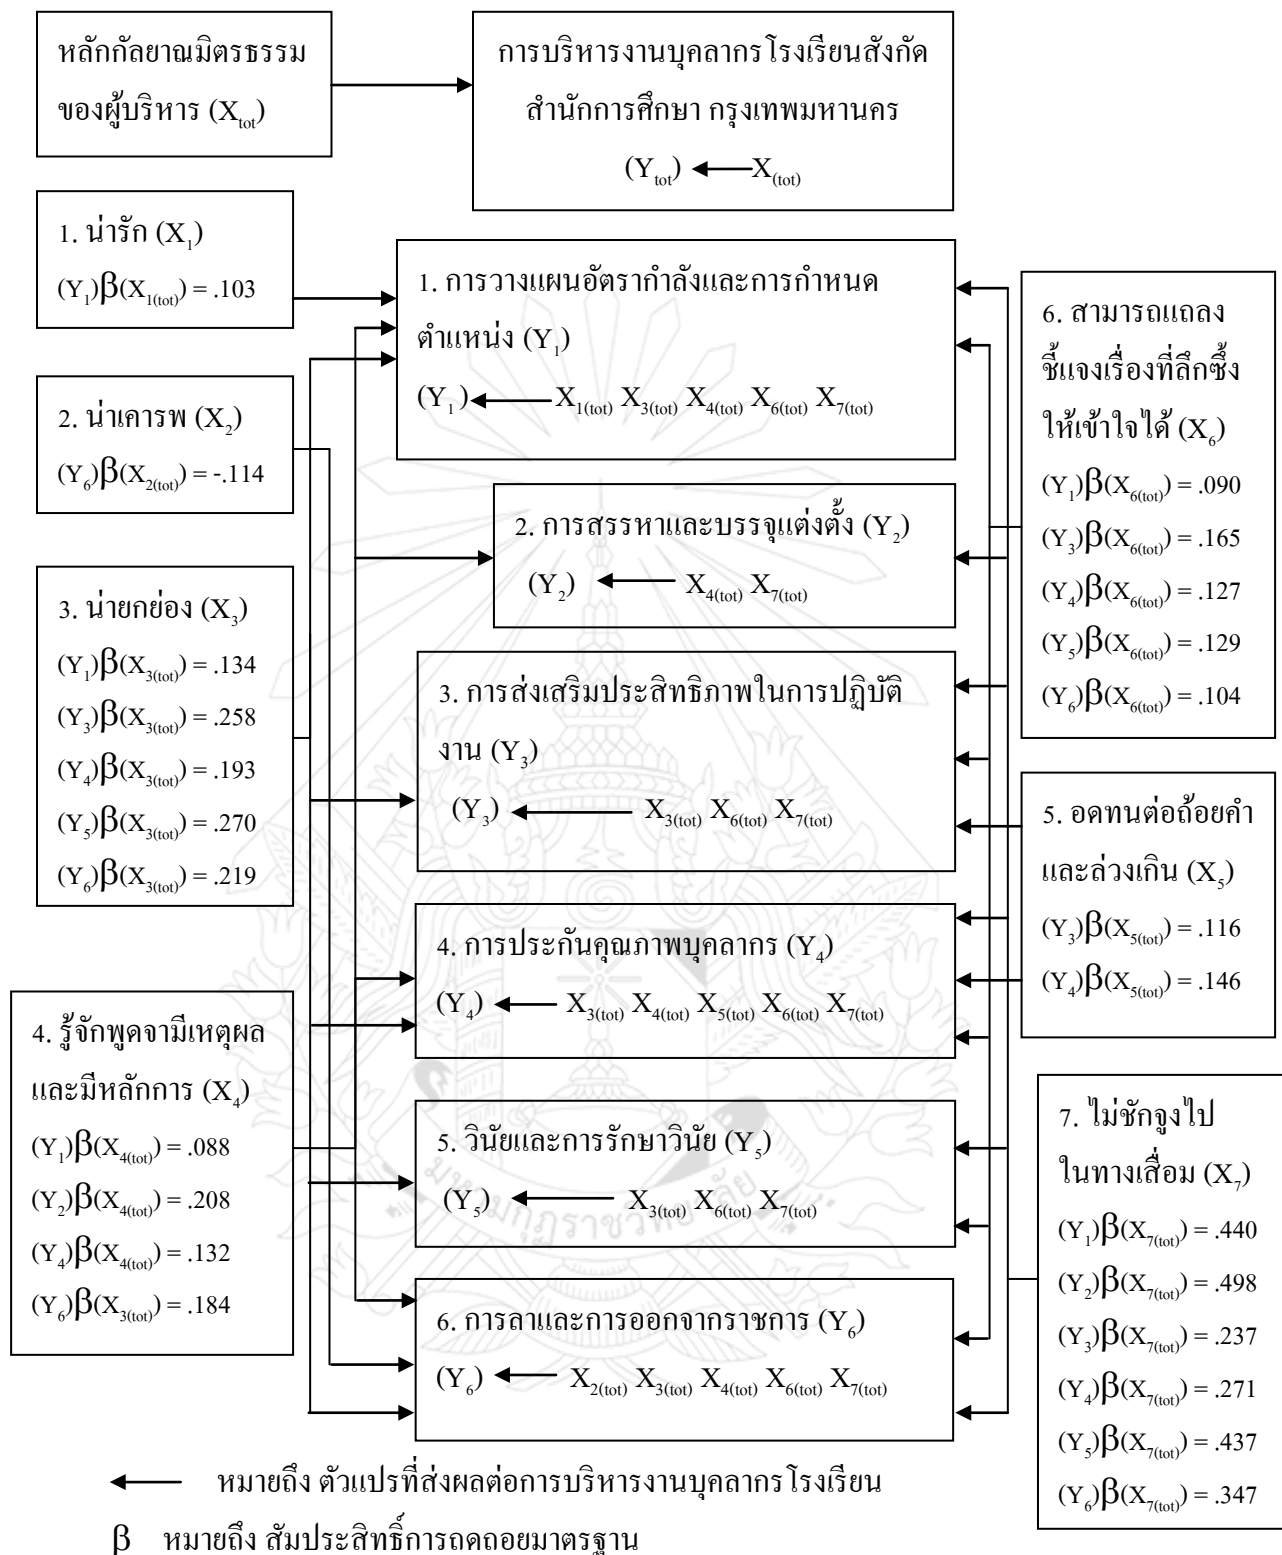 หลักกัลยาณมิตรธรรม
ของผู้บริหาร (Xtot)
การบริหารงานบุคลากรโรงเรียนสังกัด
สำนักการศึกษา กรุงเทพมหานคร
(Ytot) ← X(tot)
1. น่ารัก (X1)
(Y1)β(X1(tot)) = .103
2. น่าเคารพ (X2)
(Y6)β(X2(tot)) = -.114
3. น่ายกย่อง (X3)
(Y1)β(X3(tot)) = .134
(Y3)β(X3(tot)) = .258
(Y4)β(X3(tot)) = .193
(Y5)β(X3(tot)) = .270
(Y6)β(X3(tot)) = .219
4. รู้จักพูดจามีเหตุผล
และมีหลักการ (X4)
(Y1)β(X4(tot)) = .088
(Y2)β(X4(tot)) = .208
(Y4)β(X4(tot)) = .132
(Y6)β(X3(tot)) = .184
1. การวางแผนอัตรากำลังและการกำหนด
ตำแหน่ง (Y1)
(Y1) ← X1(tot) X3(tot) X4(tot) X6(tot) X7(tot)
2. การสรรหาและบรรจุแต่งตั้ง (Y2)
(Y2) ← X4(tot) X7(tot)
3. การส่งเสริมประสิทธิภาพในการปฏิบัติ
งาน (Y3)
(Y3) ← X3(tot) X6(tot) X7(tot)
4. การประกันคุณภาพบุคลากร (Y4)
(Y4) ← X3(tot) X4(tot) X5(tot) X6(tot) X7(tot)
5. วินัยและการรักษาวินัย (Y5)
(Y5) ← X3(tot) X6(tot) X7(tot)
มหามกุฏราชวิทยาลัย
6. การลาและการออกจากราชการ (Y6)
(Y6) ← X2(tot) X3(tot) X4(tot) X6(tot) X7(tot)
6. สามารถแถลง
ชี้แจงเรื่องที่ลึกซึ้ง
ให้เข้าใจได้ (X6)
(Y1)β(X6(tot)) = .090
(Y3)β(X6(tot)) = .165
(Y4)β(X6(tot)) = .127
(Y5)β(X6(tot)) = .129
(Y6)β(X6(tot)) = .104
5. อดทนต่อถ้อยคำ
และล่วงเกิน (X5)
(Y3)β(X5(tot)) = .116
(Y4)β(X5(tot)) = .146
7. ไม่ชักจูงไป
ในทางเสื่อม (X7)
(Y1)β(X7(tot)) = .440
(Y2)β(X7(tot)) = .498
(Y3)β(X7(tot)) = .237
(Y4)β(X7(tot)) = .271
(Y5)β(X7(tot)) = .437
(Y6)β(X7(tot)) = .347
← หมายถึง ตัวแปรที่ส่งผลต่อการบริหารงานบุคลากรโรงเรียน
β หมายถึง สัมประสิทธิ์การถดถอยมาตรฐาน